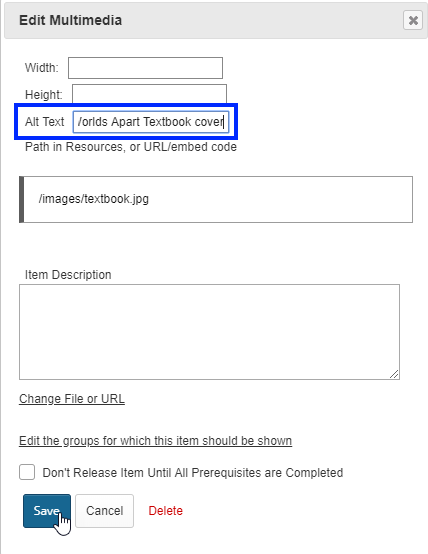 Edit Multimedia
Width:
Height:
Alt Text /orlds Apart Textbook cover
Path in Resources, or URL/embed code
/images/textbook.jpg
Item Description
Change File or URL
Edit the groups for which this item should be shown
Don't Release Item Until All Prerequisites are Completed
Save Cancel Delete